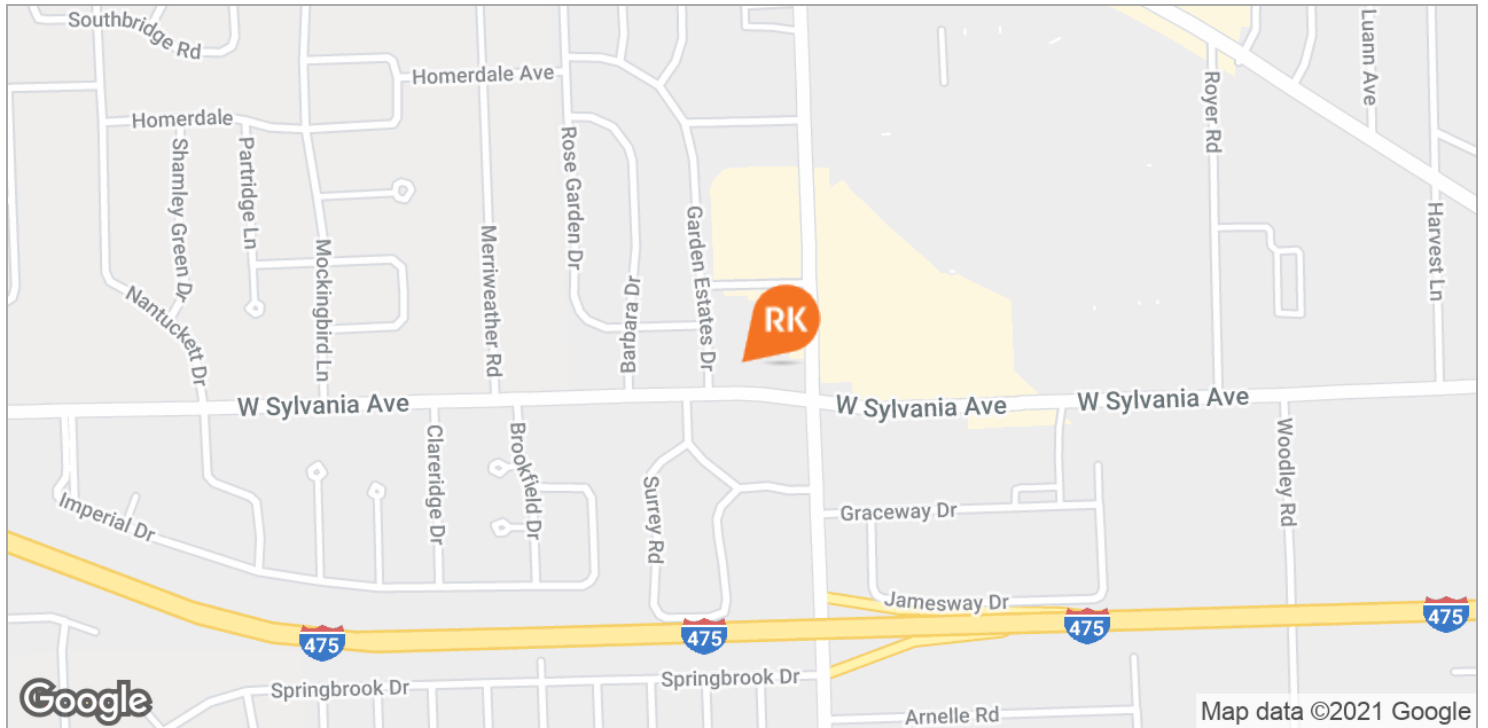 Southbridge Rd
Homerdale Ave
Luann Ave
Royer Rd
Homerdale
Shamley Green Dr
Partridge Ln
Rose Garden Dr
Mockingbird Ln
Merriweather Rd
Garden Estates Dr
Barbara Dr
Harvest Ln
Nantuckett Dr
RK
W Sylvania Ave
W Sylvania Ave
W Sylvania Ave
Clareridge Dr
Brookfield Dr
Surrey Rd
Woodley Rd
Imperial Dr
Graceway Dr
Jamesway Dr
475
475
475
475
Springbrook Dr
Springbrook Dr
Arnelle Rd
Google
Map data ©2021 Google